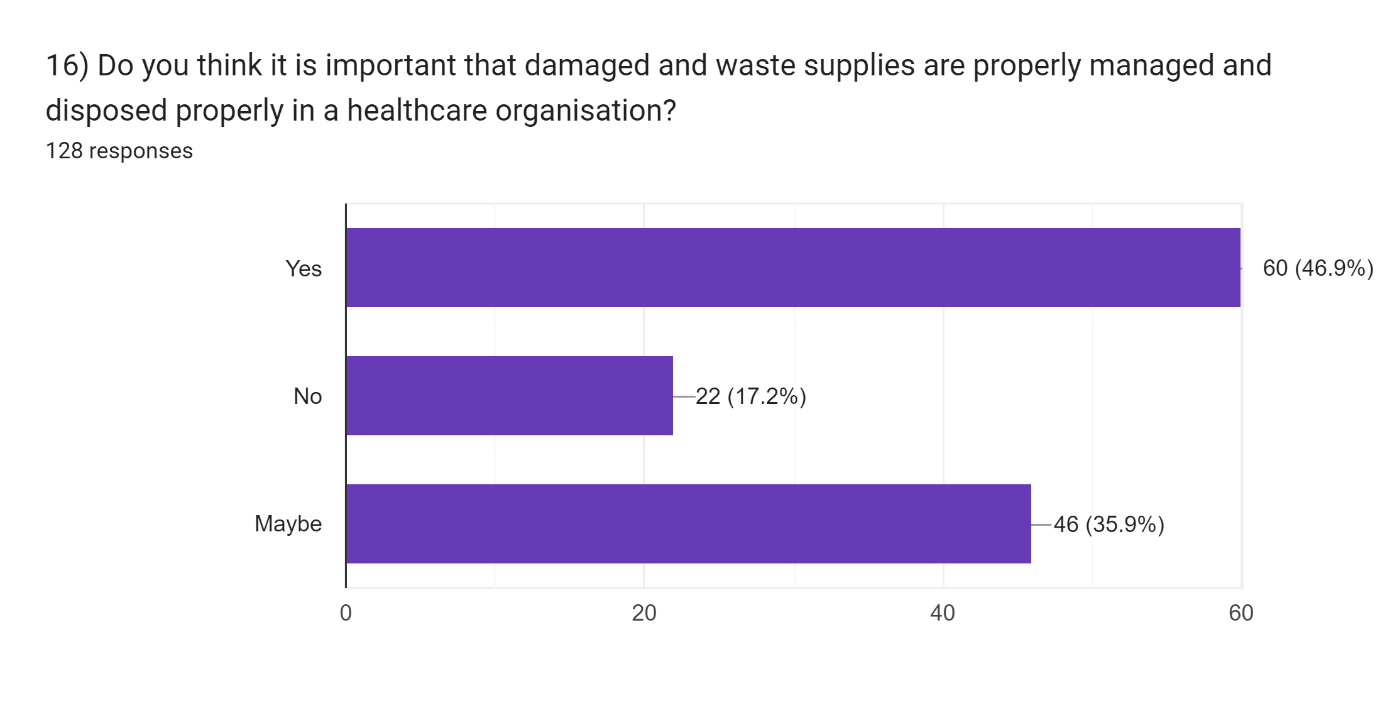 16) Do you think it is important that damaged and waste supplies are properly managed and
disposed properly in a healthcare organisation?
128 responses
Yes
60 (46.9%)
No
22 (17.2%)
Maybe
46 (35.9%)
0
20
40
60